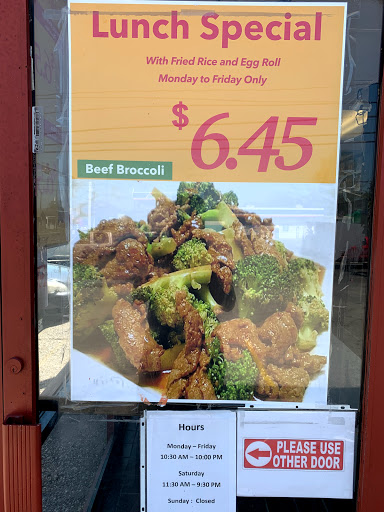 Lunch Special
With Fried Rice and Egg Roll
Monday to Friday Only
$6.45
Beef Broccoli
Hours
Monday – Friday
10:30 AM – 10:00 PM
Saturday
11:30 AM – 9:30 PM
Sunday : Closed
PLEASE USE
OTHER DOOR